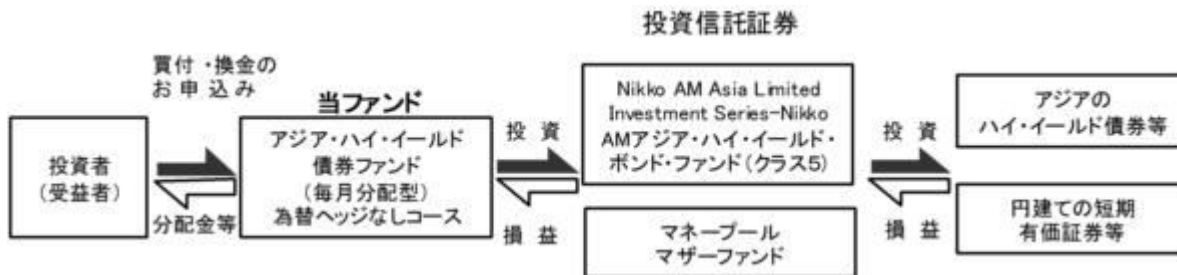 投資信託証券
買付・換金の
お申込み
当ファンド
投資者
(受益者)
分配金等
アジア・ハイ・イールド
債券ファンド
(毎月分配型)
為替ヘッジなしコース
投資
損益
Nikko AM Asia Limited
Investment Series-Nikko
AMアジア・ハイ・イールド・
ボンド・ファンド(クラス5)
マネープール
マザーファンド
投資
損益
アジアの
ハイ・イールド債券等
円建ての短期
有価証券等